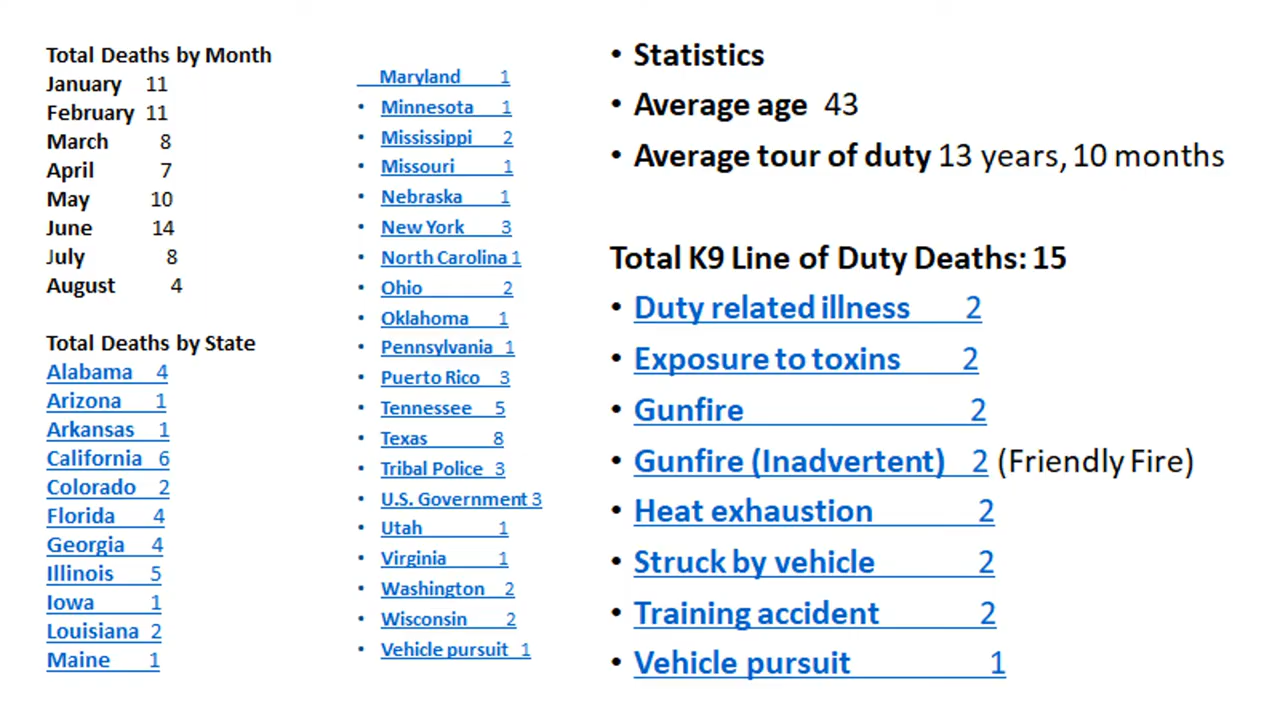 Total Deaths by Month
January 11
February 11
March 8
April 7
May 10
June 14
July 8
August 4
Total Deaths by State
Alabama 4
Arizona 1
Arkansas 1
California 6
Colorado 2
Florida 4
Georgia 4
Illinois 5
Iowa 1
Louisiana 2
Maine 1
Maryland 1
• Minnesota 1
• Mississippi 2
• Missouri 1
• Nebraska 1
• New York 3
• North Carolina 1
• Ohio 2
• Oklahoma 1
• Pennsylvania 1
• Puerto Rico 3
• Tennessee 5
• Texas 8
• Tribal Police 3
• U.S. Government 3
• Utah 1
• Virginia 1
• Washington 2
• Wisconsin 2
• Vehicle pursuit 1
• Statistics
• Average age 43
• Average tour of duty 13 years, 10 months
Total K9 Line of Duty Deaths: 15
• Duty related illness 2
• Exposure to toxins 2
• Gunfire 2
• Gunfire (Inadvertent) 2 (Friendly Fire)
• Heat exhaustion 2
• Struck by vehicle 2
• Training accident 2
• Vehicle pursuit 1